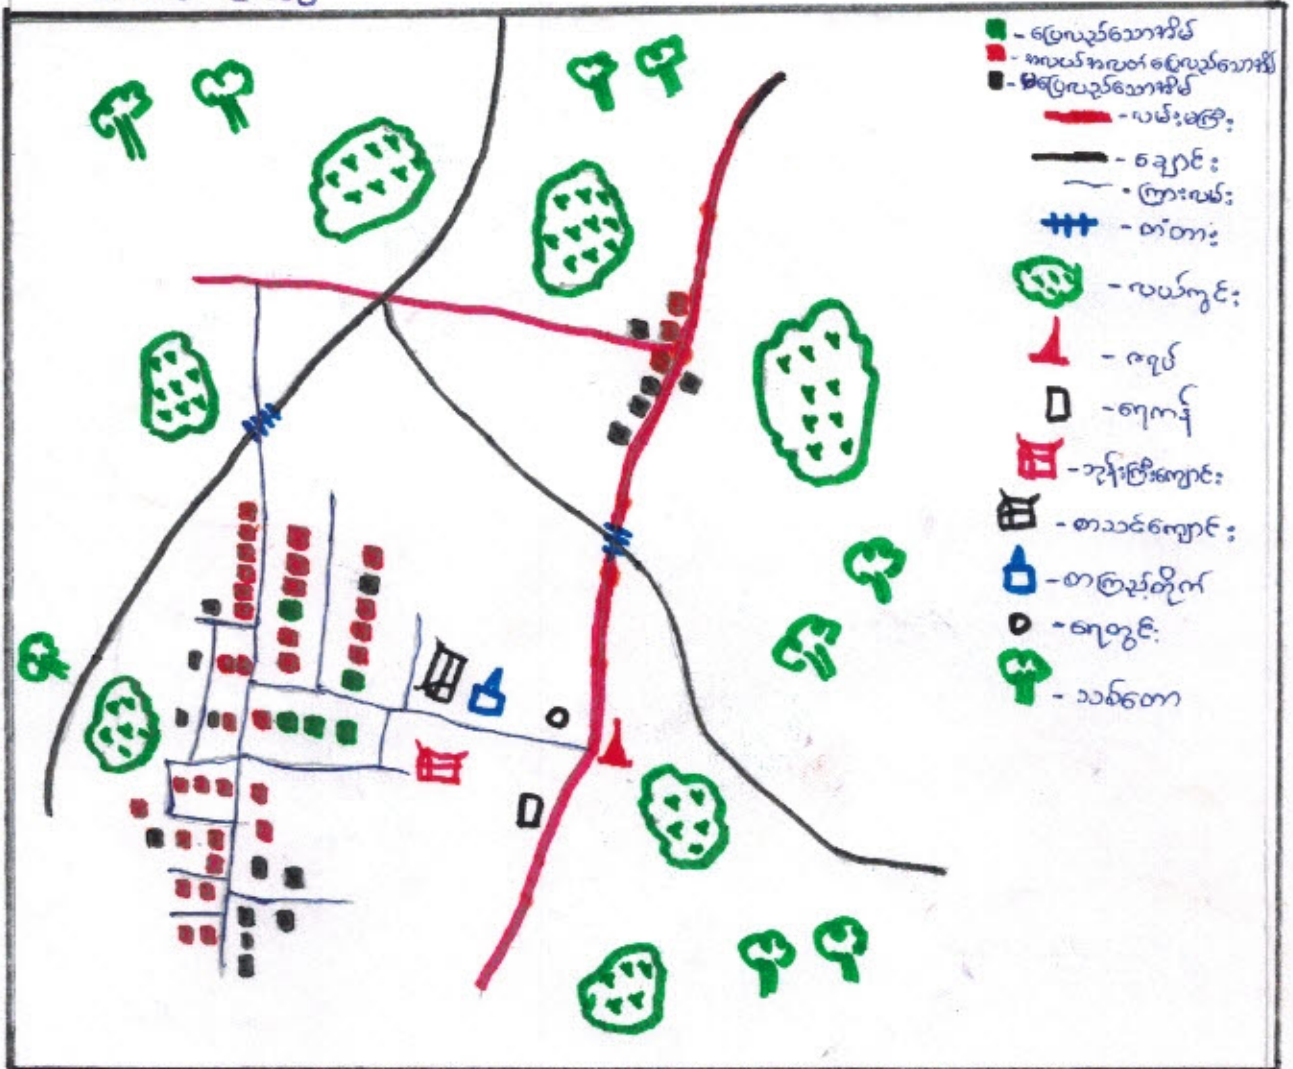 - ပြေလည်သောအိမ်
- အလယ်အလတ်ပြေလည်သောအိမ်
- မပြေလည်သောအိမ်
- လမ်းမကြီး
- ချောင်း
- ကြားလမ်း
- တံတား
- လယ်ကွင်း
- ဇရပ်
- ရေကန်
- ဘုန်းကြီးကျောင်း
- စာသင်ကျောင်း
- စာကြည့်တိုက်
- ရေတွင်း
- သစ်တော